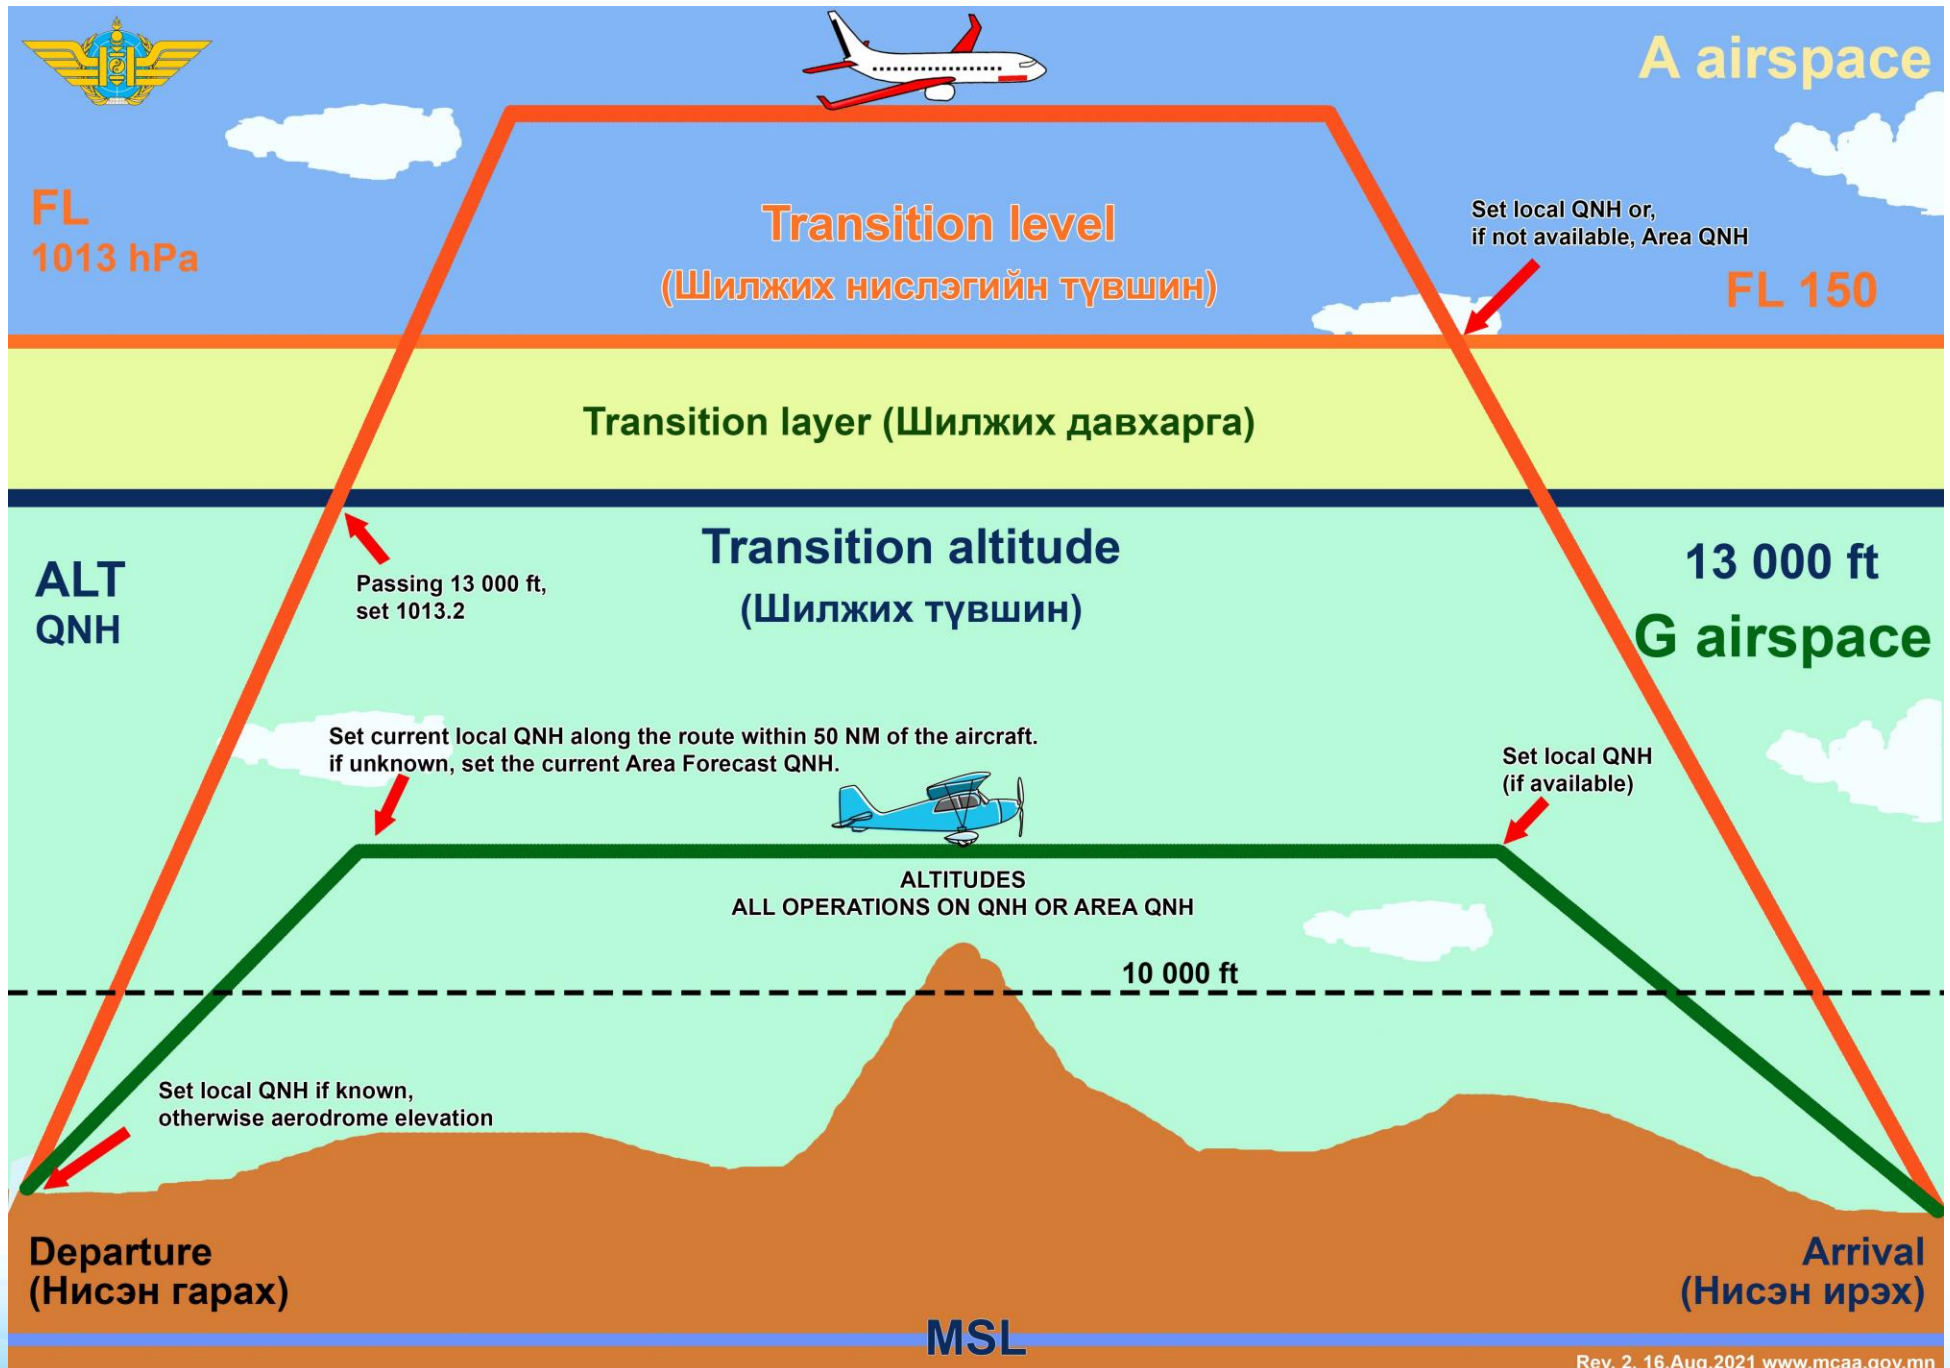 A airspace
FL
1013 hPa
Transition level
(Шилжих нислэгийн түвшин)
Set local QNH or,
if not available, Area QNH
FL 150
Transition layer (Шилжих давхарга)
ALT
QNH
Passing 13 000 ft,
set 1013.2
Transition altitude
(Шилжих түвшин)
13 000 ft
G airspace
Set current local QNH along the route within 50 NM of the aircraft.
if unknown, set the current Area Forecast QNH.
Set local QNH
(if available)
ALTITUDES
ALL OPERATIONS ON QNH OR AREA QNH
10 000 ft
Set local QNH if known,
otherwise aerodrome elevation
Departure
(Нисэн гарах)
Arrival
(Нисэн ирэх)
MSL
Rev. 2, 16.Aug.2021 www.mcaa.gov.mn